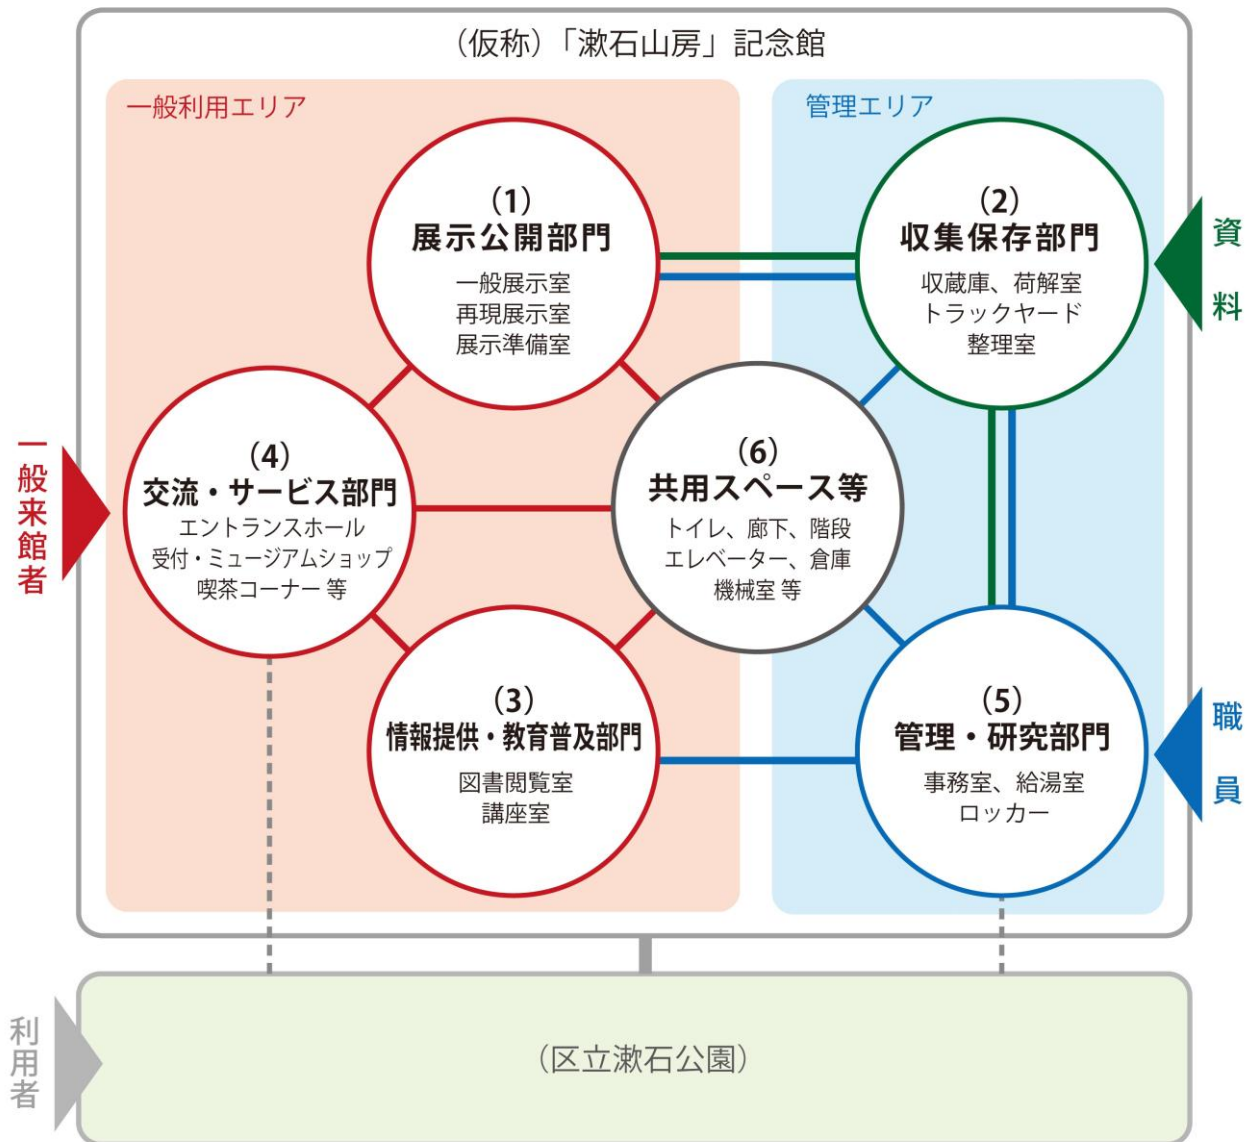 （仮称）「漱石山房」記念館
一般利用エリア
管理エリア
（1）
展示公開部門
一般展示室
再現展示室
展示準備室
（2）
収集保存部門
収蔵庫、荷解室
トラックヤード
整理室
資料
（4）
交流・サービス部門
エントランスホール
受付・ミュージアムショップ
喫茶コーナー 等
（6）
共用スペース等
トイレ、廊下、階段
エレベーター、倉庫
機械室 等
一般来館者
（3）
情報提供・教育普及部門
図書閲覧室
講座室
（5）
管理・研究部門
事務室、給湯室
ロッカー
職員
利用者
（区立漱石公園）